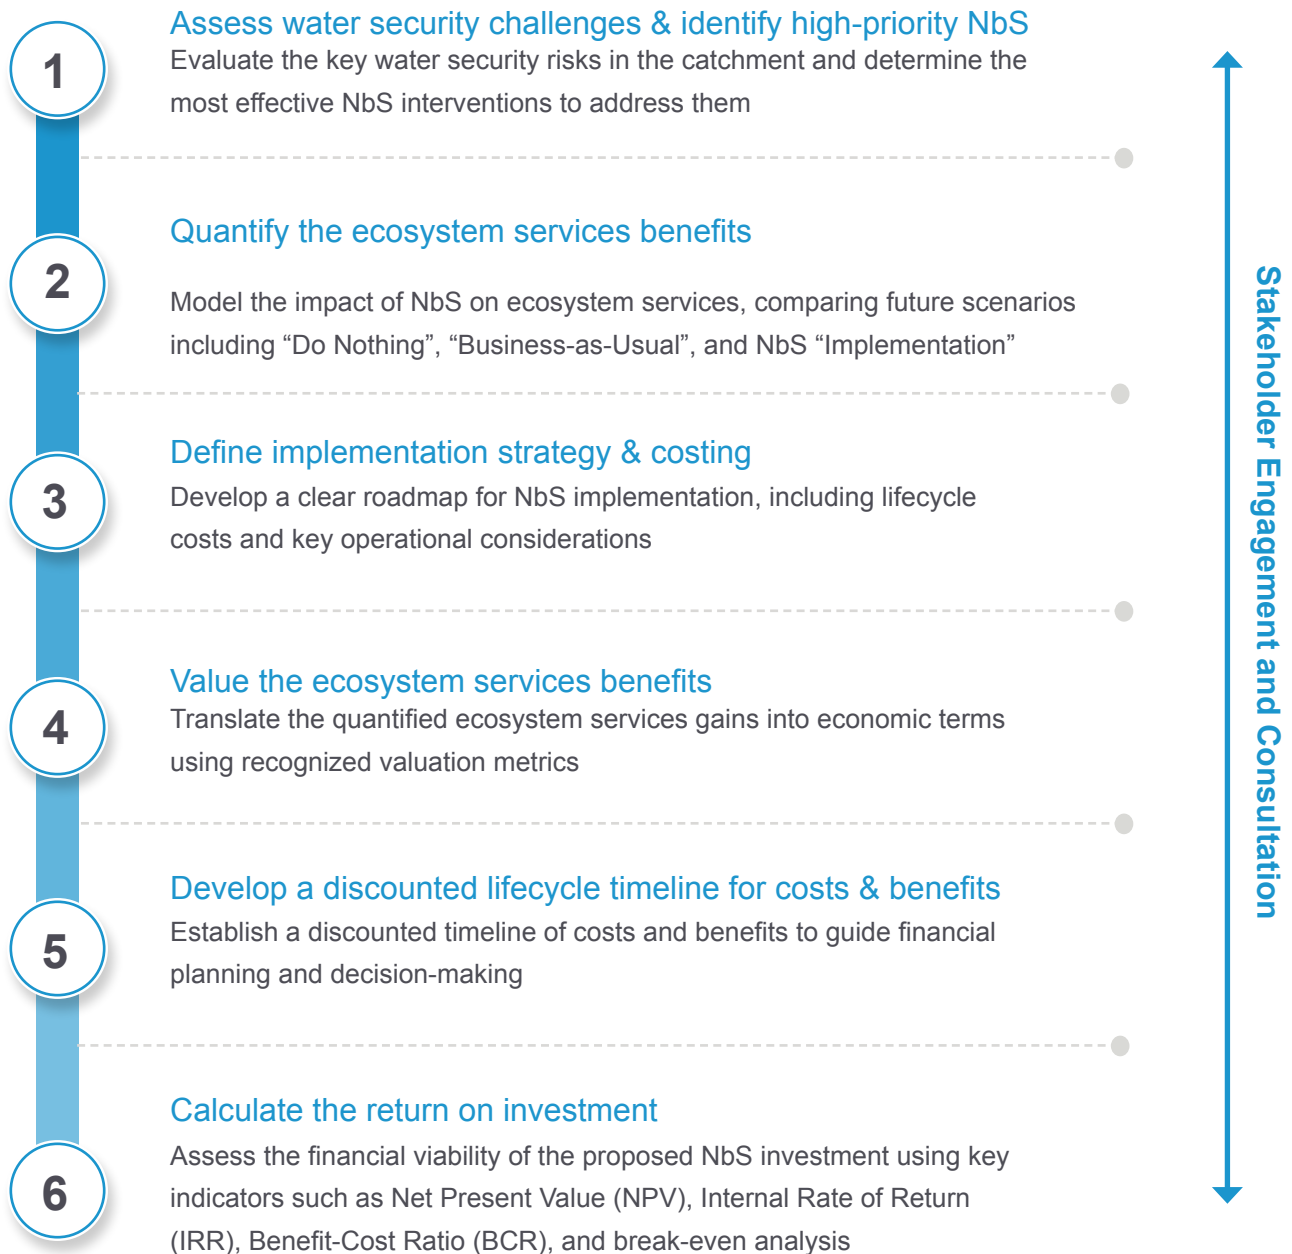 1
Assess water security challenges & identify high-priority NbS
Evaluate the key water security risks in the catchment and determine the
most effective NbS interventions to address them
2
Quantify the ecosystem services benefits
Model the impact of NbS on ecosystem services, comparing future scenarios
including “Do Nothing”, “Business-as-Usual”, and NbS “Implementation”
3
Define implementation strategy & costing
Develop a clear roadmap for NbS implementation, including lifecycle
costs and key operational considerations
4
Value the ecosystem services benefits
Translate the quantified ecosystem services gains into economic terms
using recognized valuation metrics
5
Develop a discounted lifecycle timeline for costs & benefits
Establish a discounted timeline of costs and benefits to guide financial
planning and decision-making
6
Calculate the return on investment
Assess the financial viability of the proposed NbS investment using key
indicators such as Net Present Value (NPV), Internal Rate of Return
(IRR), Benefit-Cost Ratio (BCR), and break-even analysis
Stakeholder Engagement and Consultation